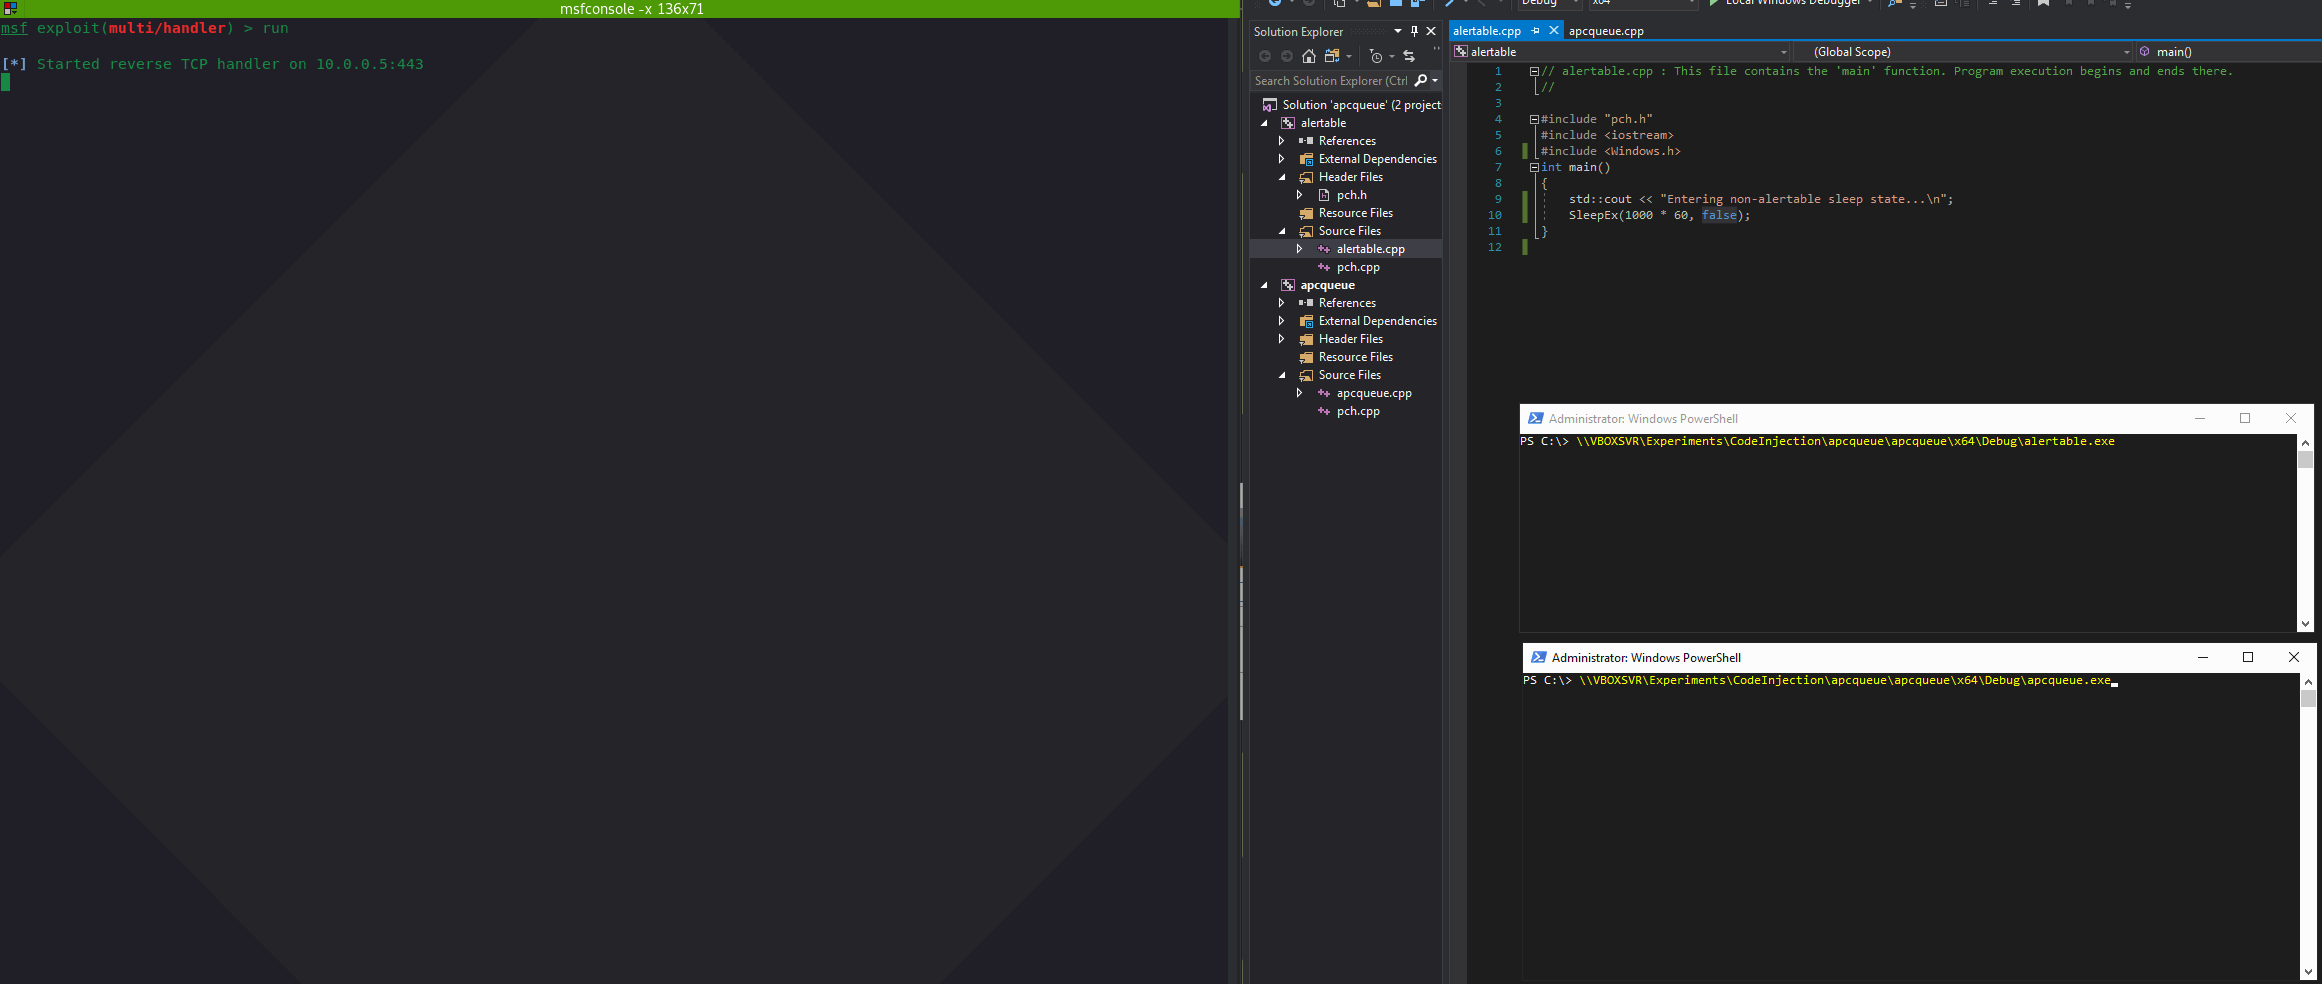 msfconsole -x 136x71
msf exploit(multi/handler) > run
[*] Started reverse TCP handler on 10.0.0.5:443
Debug
x64
Local Windows Debugger
Solution Explorer
Search Solution Explorer (Ctrl
Solution 'apcqueue' (2 project
alertable
References
External Dependencies
Header Files
pch.h
Resource Files
Source Files
alertable.cpp
pch.cpp
apcqueue
References
External Dependencies
Header Files
Resource Files
Source Files
apcqueue.cpp
pch.cpp
alertable.cpp
apcqueue.cpp
alertable
(Global Scope)
main()
1 // alertable.cpp : This file contains the 'main' function. Program execution begins and ends there.
2 //
3
4 #include "pch.h"
5 #include <iostream>
6 #include <Windows.h>
7 int main()
8 {
9 std::cout << "Entering non-alertable sleep state...\n";
10 SleepEx(1000 * 60, false);
11 }
12
Administrator: Windows PowerShell
PS C:\> \\VBOXSVR\Experiments\CodeInjection\apcqueue\apcqueue\x64\Debug\alertable.exe
Administrator: Windows PowerShell
PS C:\> \\VBOXSVR\Experiments\CodeInjection\apcqueue\apcqueue\x64\Debug\apcqueue.exe